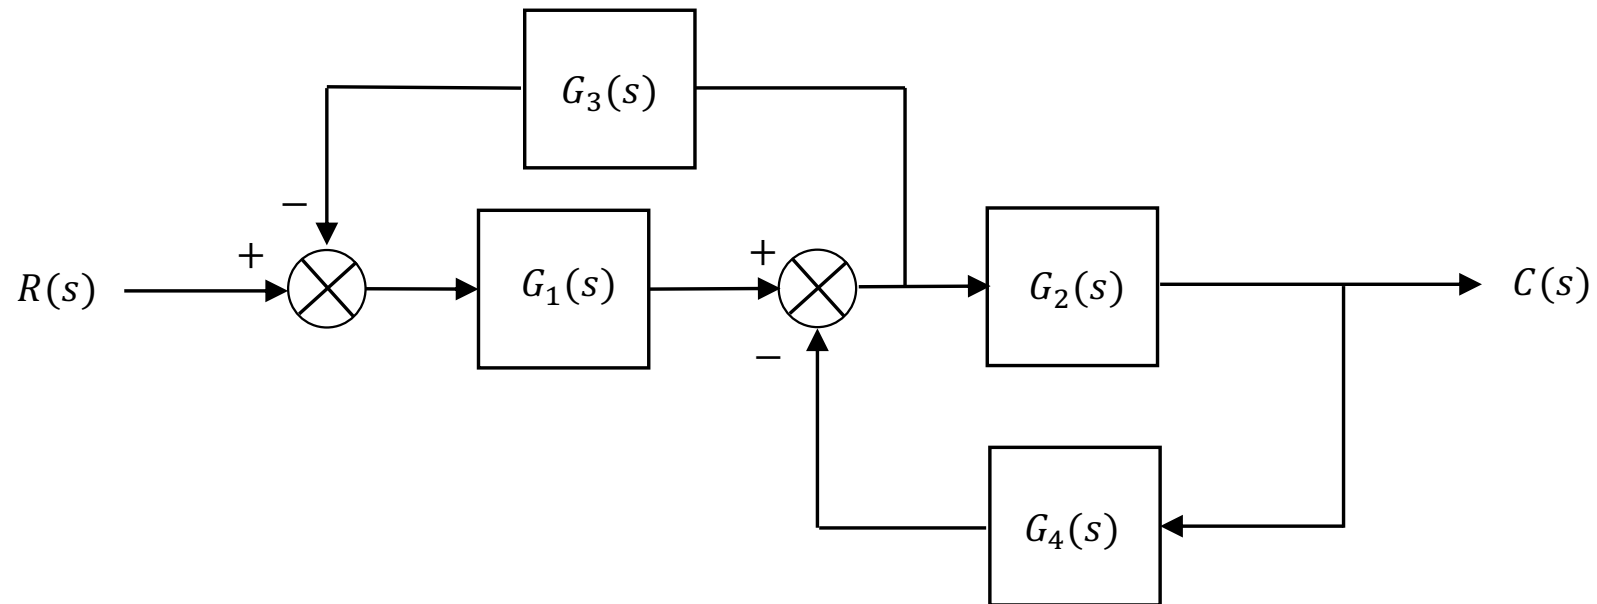 G₃(s)
−
+
R(s)
G₁(s)
+
G₂(s)
C(s)
−
G₄(s)